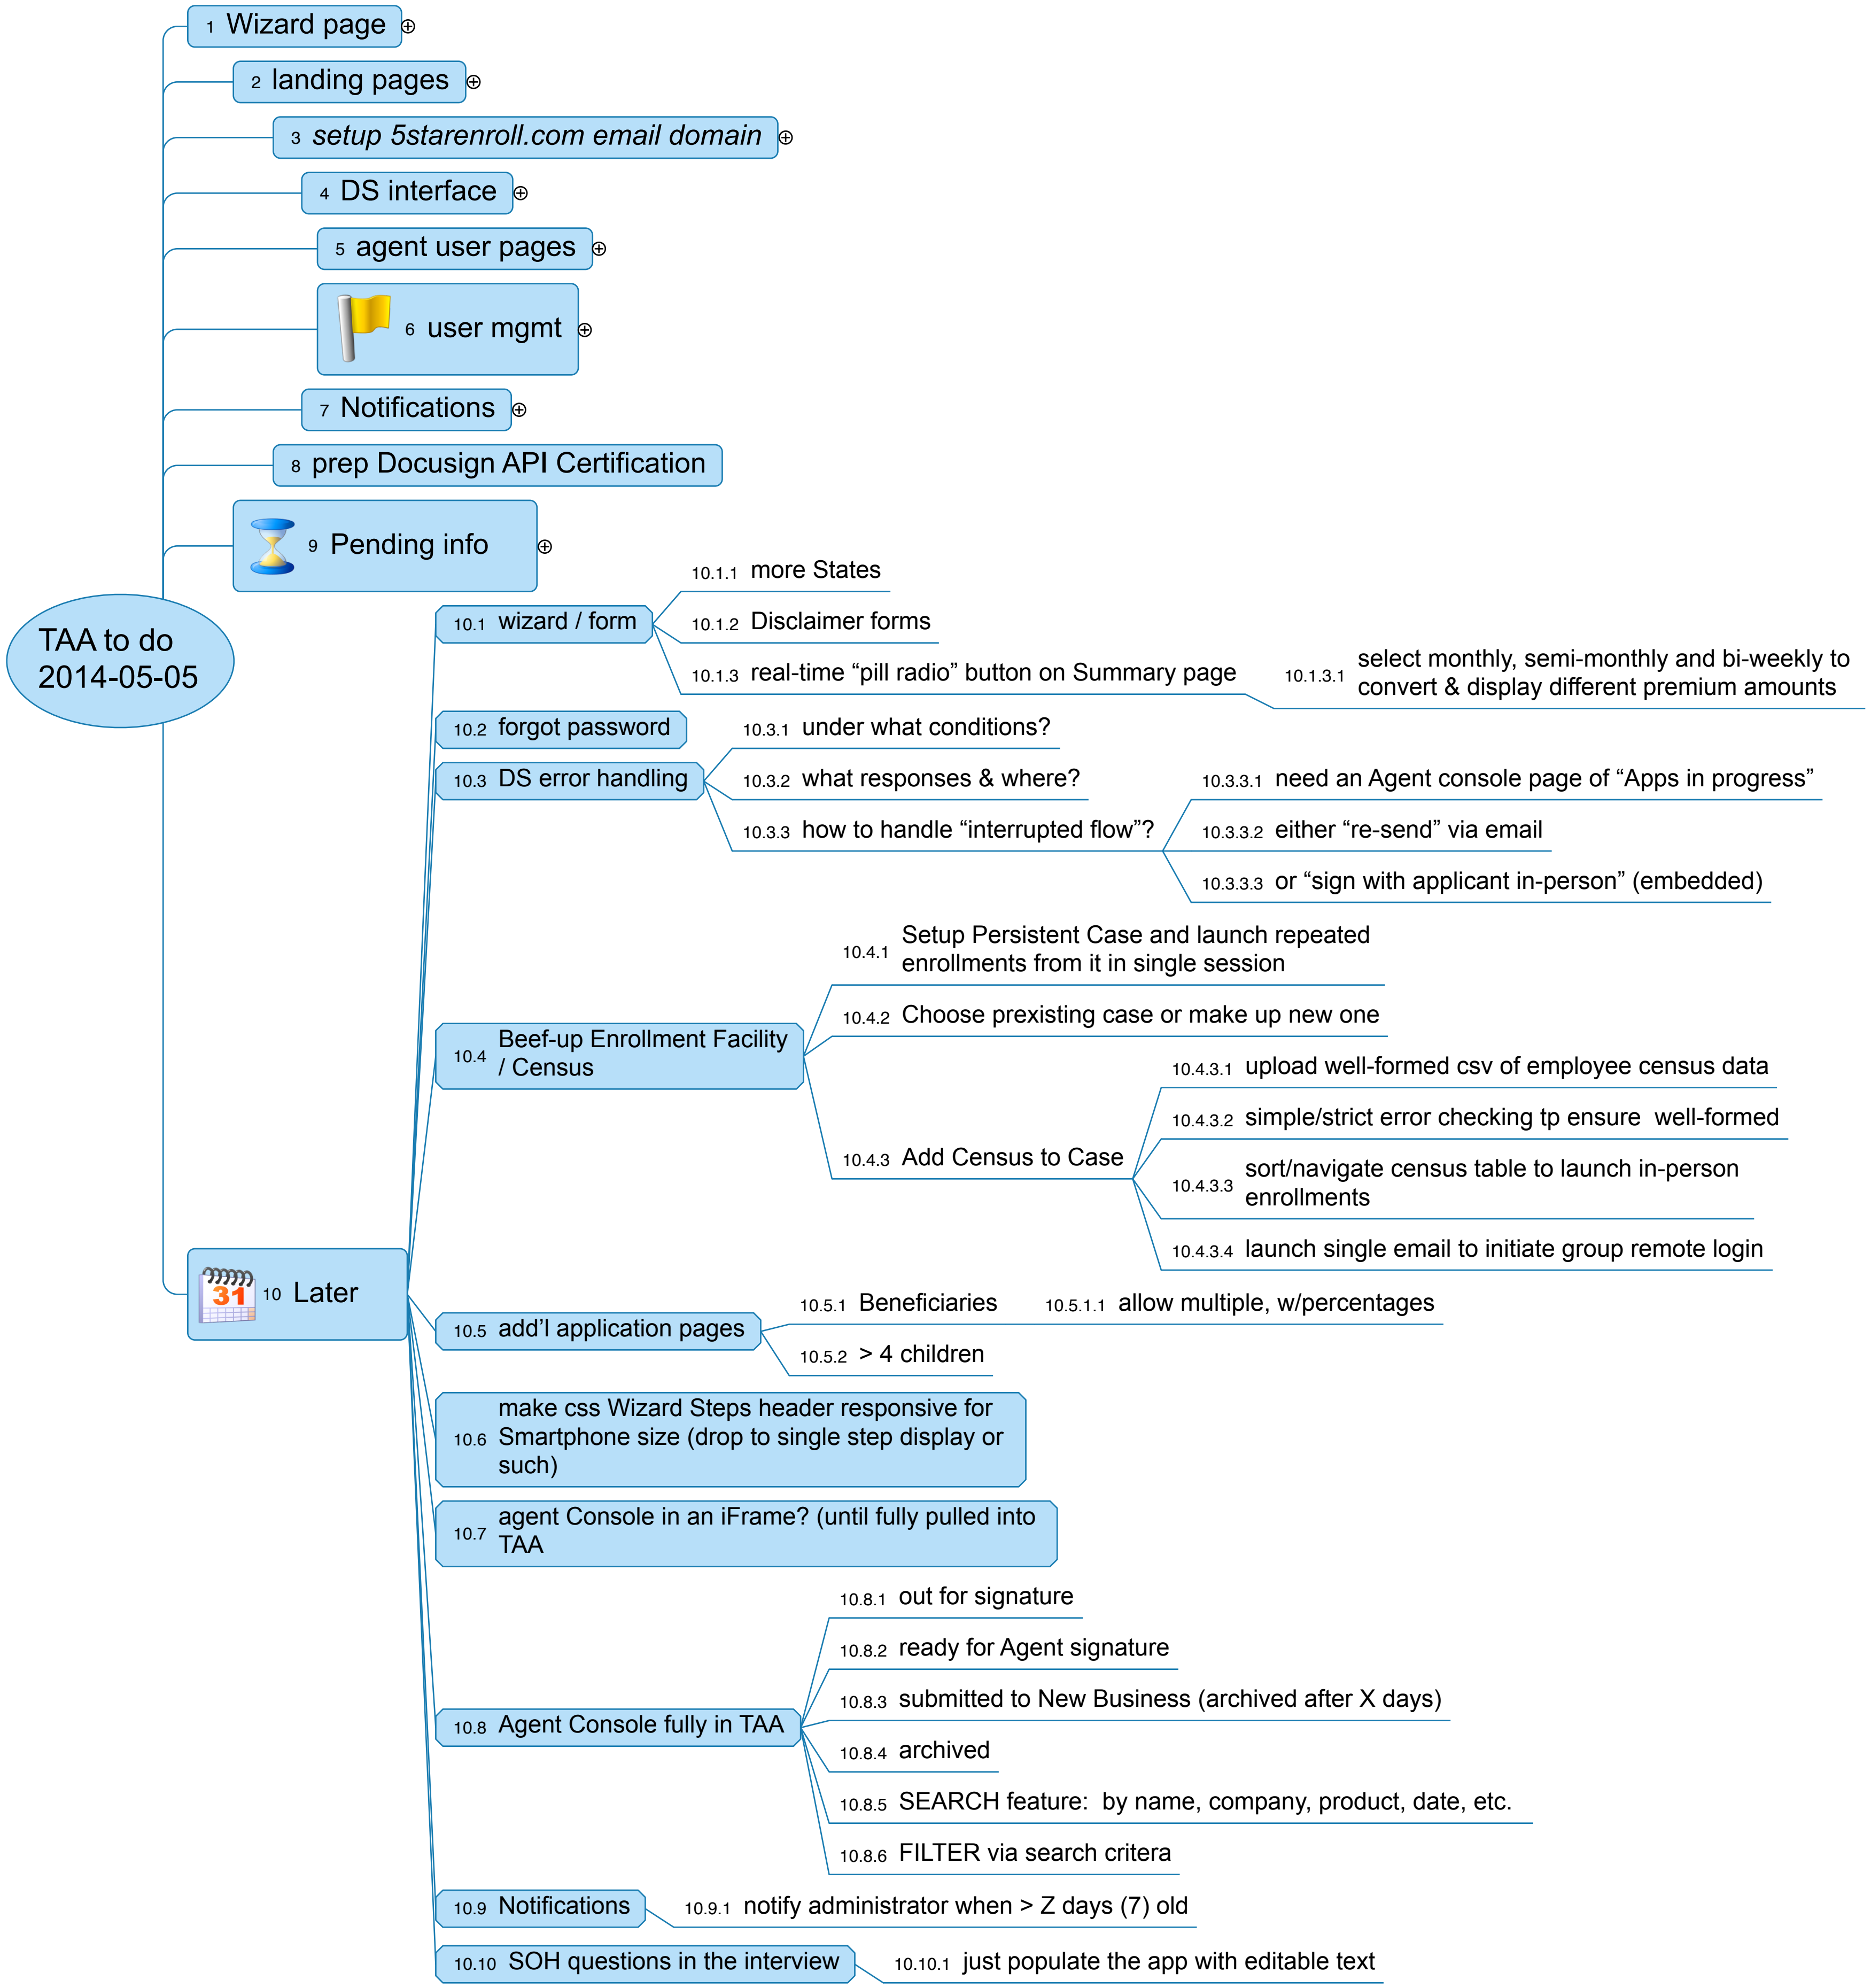 1 Wizard page
2 landing pages
3 setup 5starenroll.com email domain
4 DS interface
5 agent user pages
6 user mgmt
7 Notifications
8 prep Docusign API Certification
9 Pending info
TAA to do
2014-05-05
31
10 Later
10.1 wizard / form
10.1.1 more States
10.1.2 Disclaimer forms
10.1.3 real-time “pill radio” button on Summary page
10.1.3.1 select monthly, semi-monthly and bi-weekly to
convert & display different premium amounts
10.2 forgot password
10.3 DS error handling
10.3.1 under what conditions?
10.3.2 what responses & where?
10.3.3 how to handle “interrupted flow”?
10.3.3.1 need an Agent console page of “Apps in progress”
10.3.3.2 either “re-send” via email
10.3.3.3 or “sign with applicant in-person” (embedded)
10.4 Beef-up Enrollment Facility
/ Census
10.4.1 Setup Persistent Case and launch repeated
enrollments from it in single session
10.4.2 Choose prexisting case or make up new one
10.4.3 Add Census to Case
10.4.3.1 upload well-formed csv of employee census data
10.4.3.2 simple/strict error checking tp ensure  well-formed
10.4.3.3 sort/navigate census table to launch in-person
enrollments
10.4.3.4 launch single email to initiate group remote login
10.5 add’l application pages
10.5.1 Beneficiaries
10.5.1.1 allow multiple, w/percentages
10.5.2 > 4 children
10.6 make css Wizard Steps header responsive for
Smartphone size (drop to single step display or
such)
10.7 agent Console in an iFrame? (until fully pulled into
TAA
10.8 Agent Console fully in TAA
10.8.1 out for signature
10.8.2 ready for Agent signature
10.8.3 submitted to New Business (archived after X days)
10.8.4 archived
10.8.5 SEARCH feature:  by name, company, product, date, etc.
10.8.6 FILTER via search critera
10.9 Notifications
10.9.1 notify administrator when > Z days (7) old
10.10 SOH questions in the interview
10.10.1 just populate the app with editable text